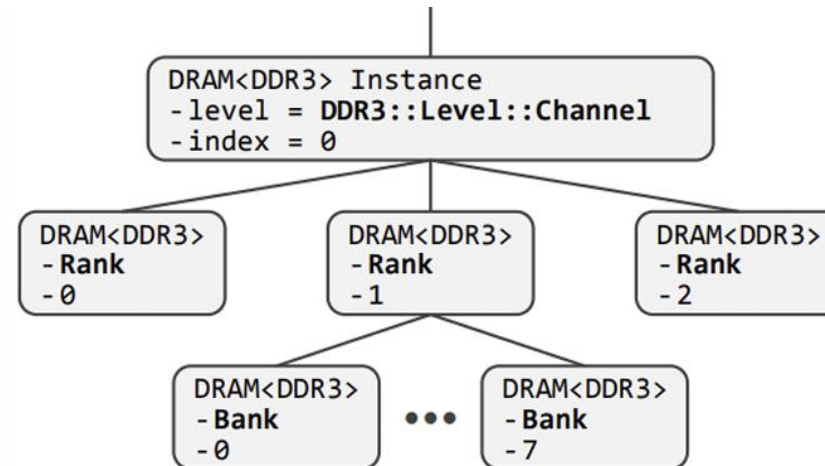 DRAM<DDR3> Instance
-level = DDR3::Level::Channel
-index = 0
DRAM<DDR3>
-Rank
-0
DRAM<DDR3>
-Rank
-1
DRAM<DDR3>
-Rank
-2
DRAM<DDR3>
-Bank
-0
•••
DRAM<DDR3>
-Bank
-7